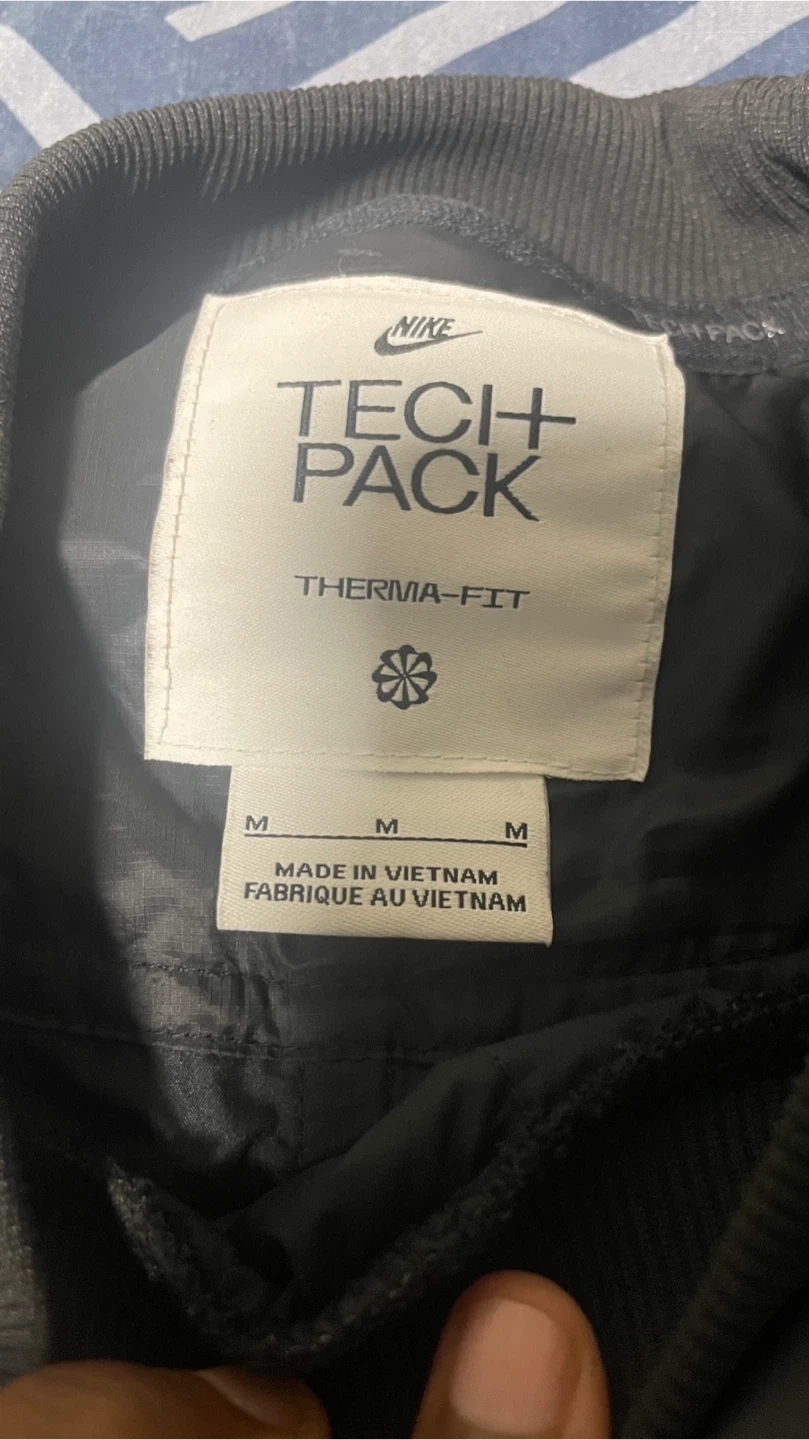 NIKE
TECH
PACK
TECH PACK
THERMA-FIT
M M M
MADE IN VIETNAM
FABRIQUE AU VIETNAM